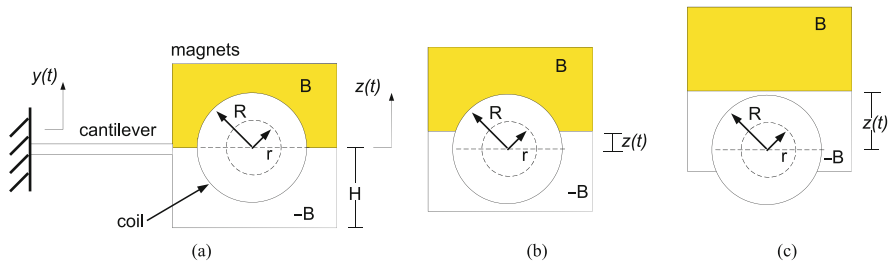 magnets
y(t)
B
z(t)
R
cantilever
r
H
coil
–B
(a)
B
R
z(t)
r
–B
(b)
B
R
z(t)
r
–B
(c)